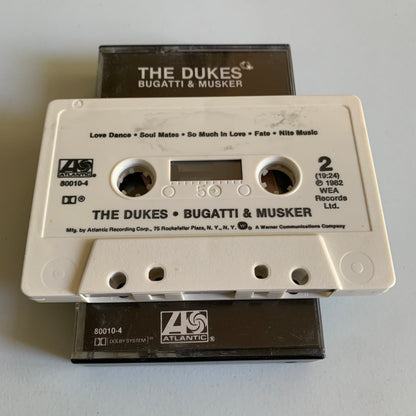 THE DUKES
BUGATTI & MUSKER
Love Dance • Soul Mates • So Much in Love • Fate • Nite Music
ATLANTIC®
80010-4
2
(19:24)
℗ 1982
WEA
Records
Ltd.
50
THE DUKES • BUGATTI & MUSKER
Mfg. by Atlantic Recording Corp., 75 Rockefeller Plaza, N. Y., N. Y. A Warner Communications Company
80010-4
DOLBY SYSTEM
ATLANTIC®